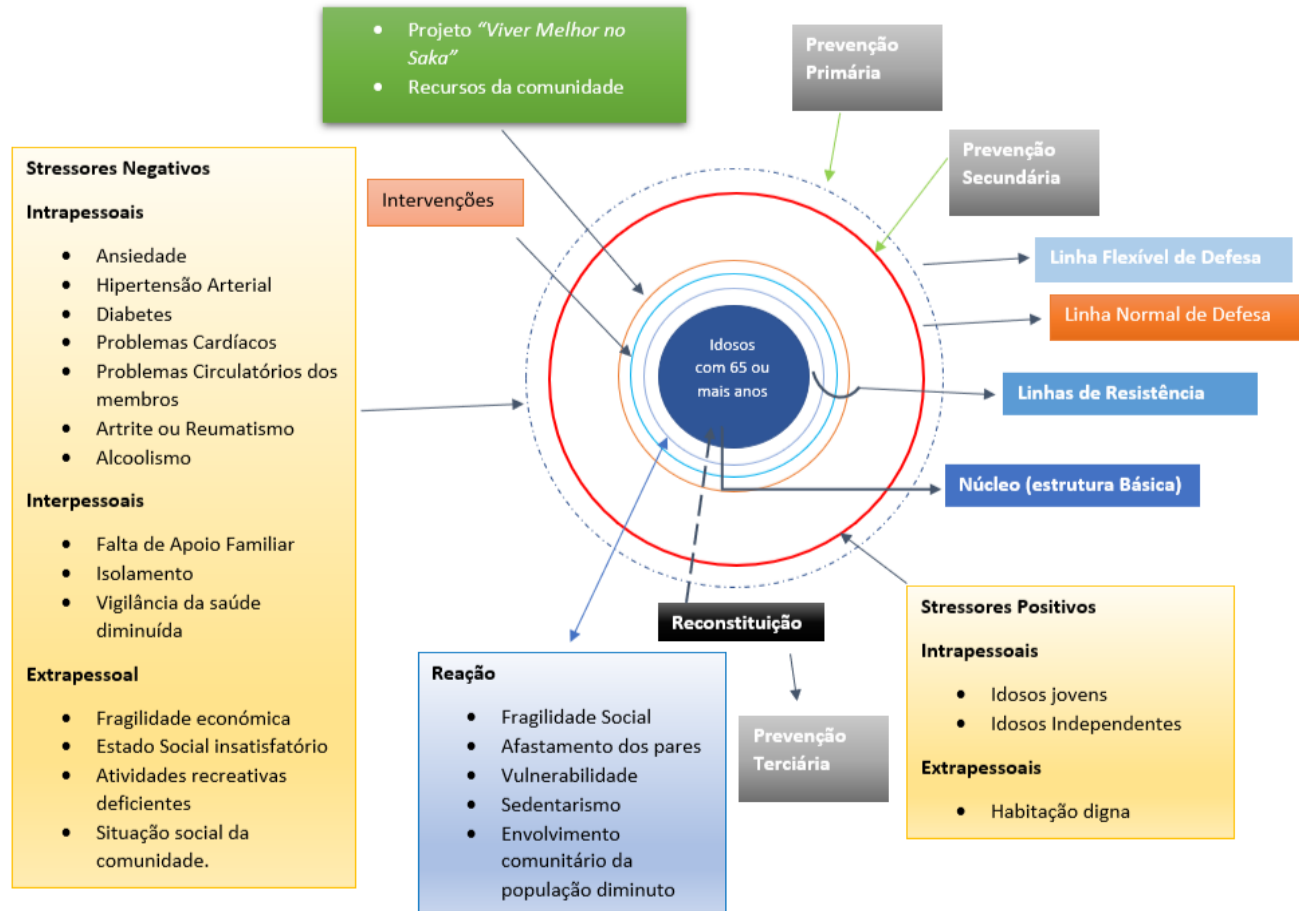 Projeto “Viver Melhor no
Saka”
Recursos da comunidade
Prevenção
Primária
Prevenção
Secundária
Stressores Negativos
Intrapessoais
Ansiedade
Hipertensão Arterial
Diabetes
Problemas Cardíacos
Problemas Circulatórios dos
membros
Artrite ou Reumatismo
Alcoolismo
Interpessoais
Falta de Apoio Familiar
Isolamento
Vigilância da saúde
diminuída
Extrapessoal
Fragilidade económica
Estado Social insatisfatório
Atividades recreativas
deficientes
Situação social da
comunidade.
Intervenções
Idosos
com 65 ou
mais anos
Linha Flexível de Defesa
Linha Normal de Defesa
Linhas de Resistência
Núcleo (estrutura Básica)
Reconstituição
Reação
Fragilidade Social
Afastamento dos pares
Vulnerabilidade
Sedentarismo
Envolvimento
comunitário da
população diminuto
Prevenção
Terciária
Stressores Positivos
Intrapessoais
Idosos jovens
Idosos Independentes
Extrapessoais
Habitação digna